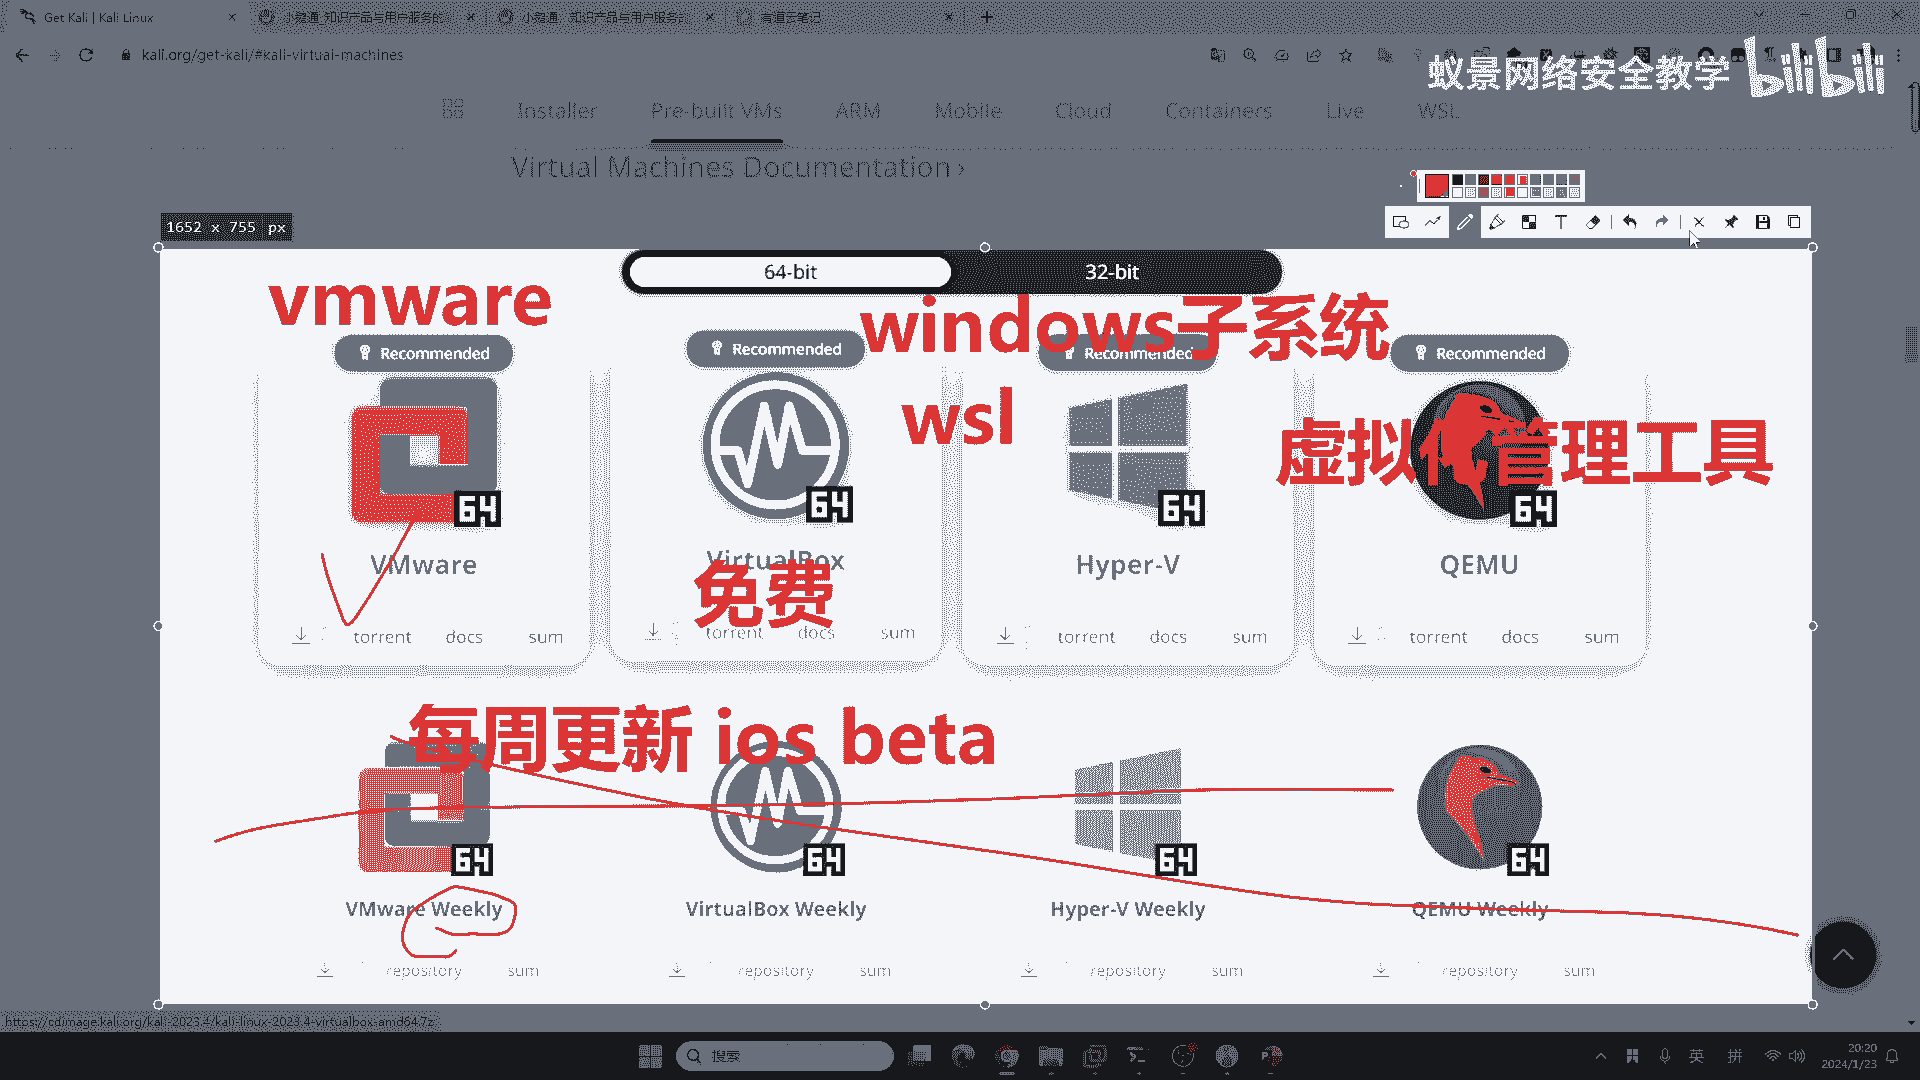 Get Kali | Kali Linux
小鹅通-知识产品与用户服务的
小鹅通-知识产品与用户服务的
有道云笔记
kali.org/get-kali/#kali-virtual-machines
蚁景网络安全教学 bilibili
Installer Pre-built VMs ARM Mobile Cloud Containers Live WSL
Virtual Machines Documentation ›
1652 x 755 px
64-bit 32-bit
vmware
windows子系统
Recommended Recommended Recommended Recommended
wsl
虚拟 管理工具
64 64 64 64
VMware VirtualBox Hyper-V QEMU
免费
torrent docs sum
torrent docs sum
torrent docs sum
torrent docs sum
每周更新 ios beta
64 64 64 64
VMware Weekly VirtualBox Weekly Hyper-V Weekly QEMU Weekly
repository sum
repository sum
repository sum
repository sum
https://cdimage.kali.org/kali-2023.4/kali-linux-2023.4-virtualbox-amd64.7z
搜索
英 拼
20:20
2024/1/23